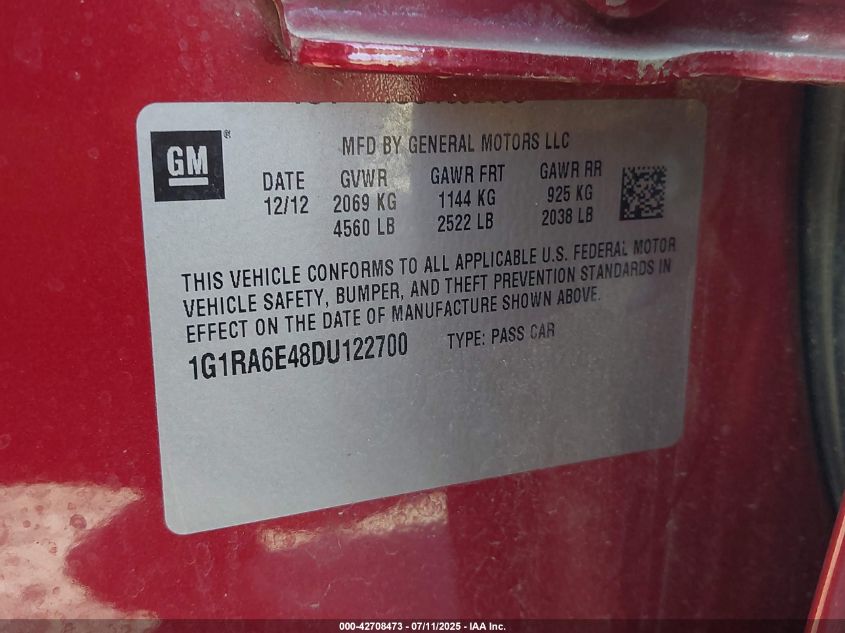 MFD BY GENERAL MOTORS LLC
GM®
DATE GVWR GAWR FRT GAWR RR
12/12 2069 KG 1144 KG 925 KG
4560 LB 2522 LB 2038 LB
THIS VEHICLE CONFORMS TO ALL APPLICABLE U.S. FEDERAL MOTOR
VEHICLE SAFETY, BUMPER, AND THEFT PREVENTION STANDARDS IN
EFFECT ON THE DATE OF MANUFACTURE SHOWN ABOVE.
1G1RA6E48DU122700 TYPE: PASS CAR
000-42708473 - 07/11/2025 - IAA Inc.